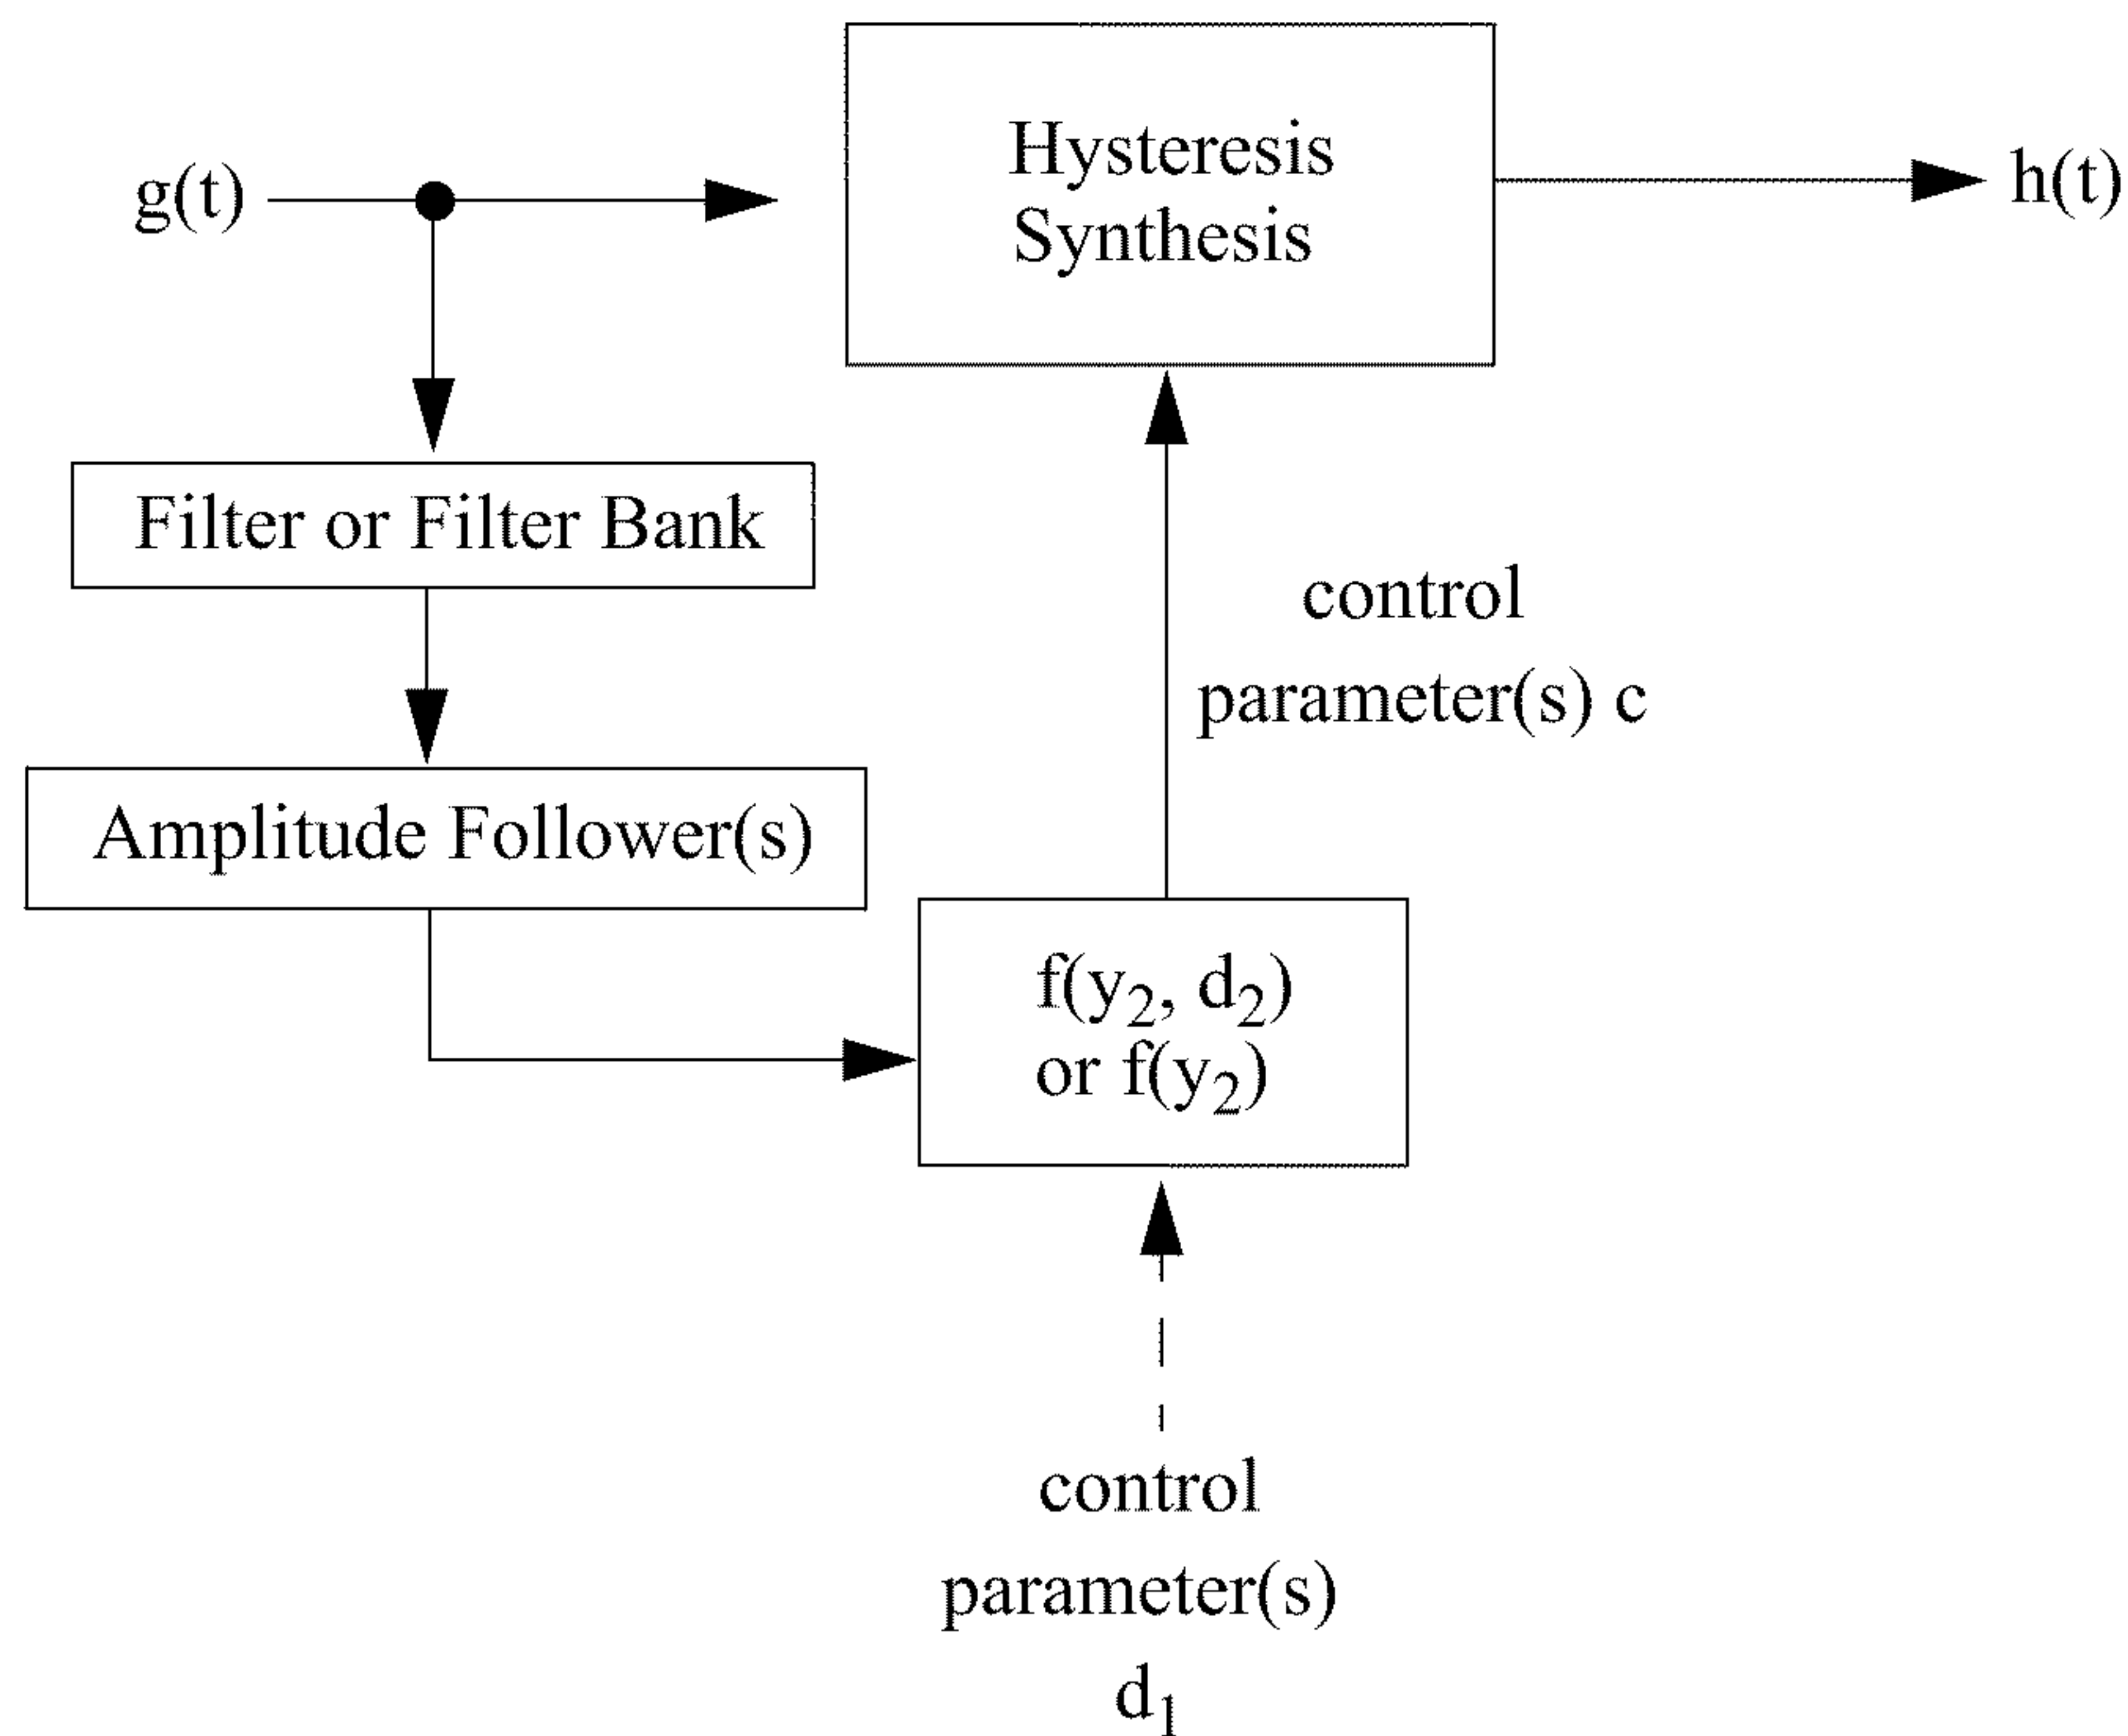 g(t)
Hysteresis
Synthesis
h(t)
Filter or Filter Bank
control
parameter(s) c
Amplitude Follower(s)
f(y₂, d₂)
or f(y₂)
control
parameter(s)
d₁